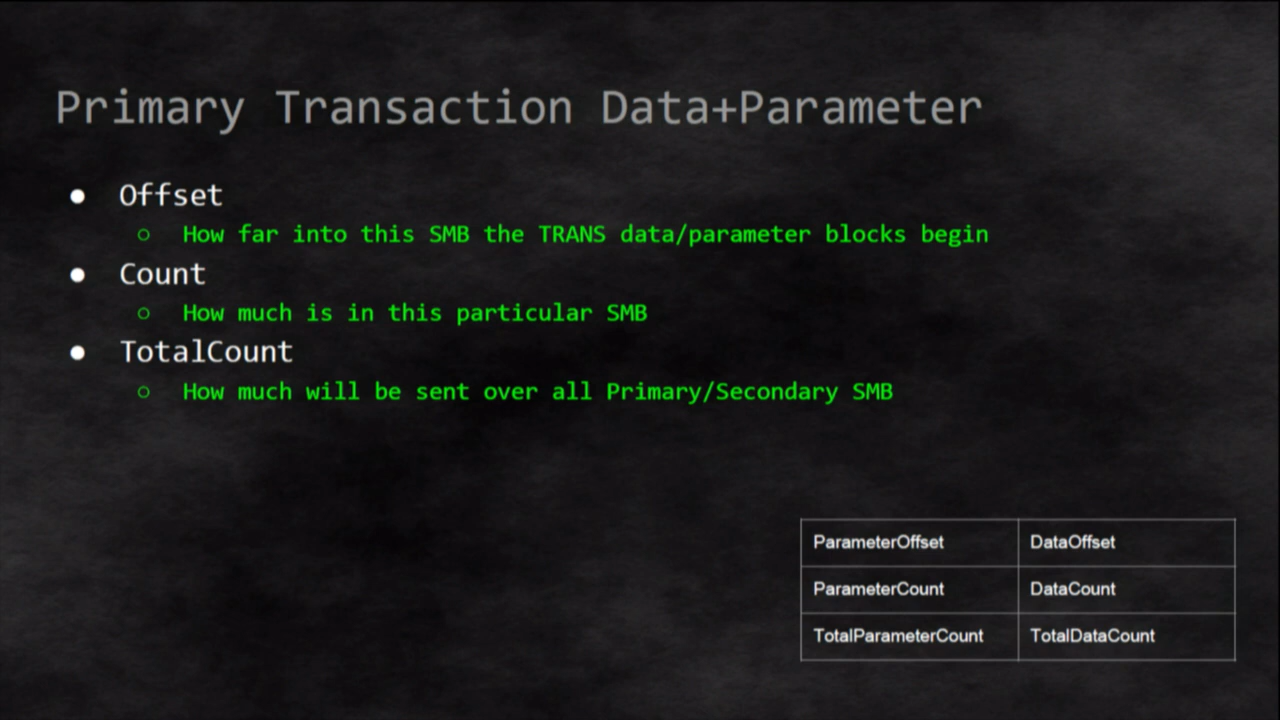 Primary Transaction Data+Parameter
● Offset
○ How far into this SMB the TRANS data/parameter blocks begin
● Count
○ How much is in this particular SMB
● TotalCount
○ How much will be sent over all Primary/Secondary SMB
ParameterOffset DataOffset
ParameterCount DataCount
TotalParameterCount TotalDataCount